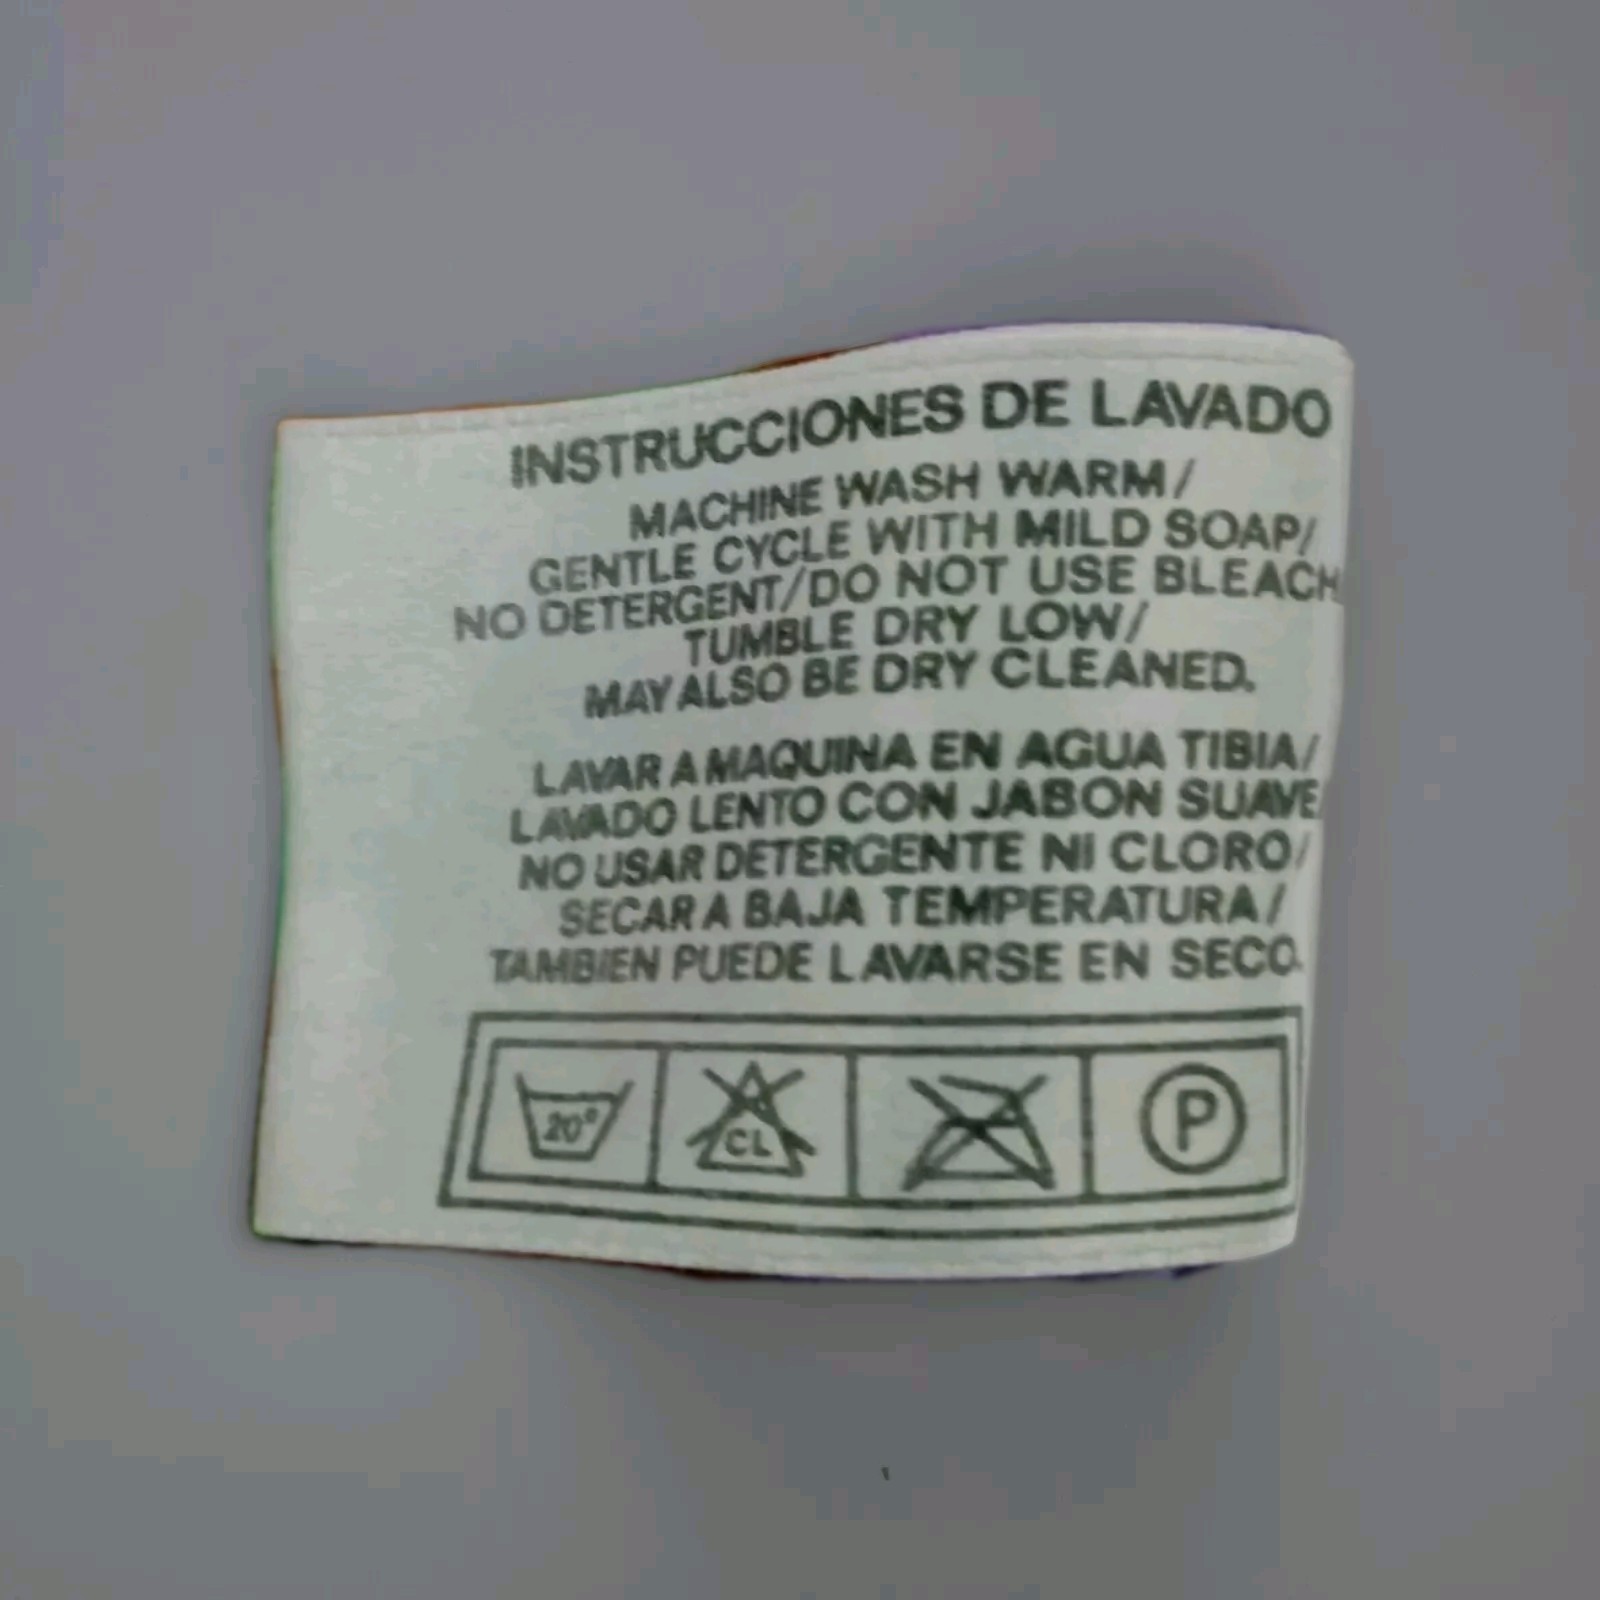 INSTRUCCIONES DE LAVADO
MACHINE WASH WARM/
GENTLE CYCLE WITH MILD SOAP/
NO DETERGENT/DO NOT USE BLEACH
TUMBLE DRY LOW/
MAY ALSO BE DRY CLEANED.
LAVAR A MAQUINA EN AGUA TIBIA/
LAVADO LENTO CON JABON SUAVE
NO USAR DETERGENTE NI CLORO/
SECAR A BAJA TEMPERATURA/
TAMBIEN PUEDE LAVARSE EN SECO.
20° CL P